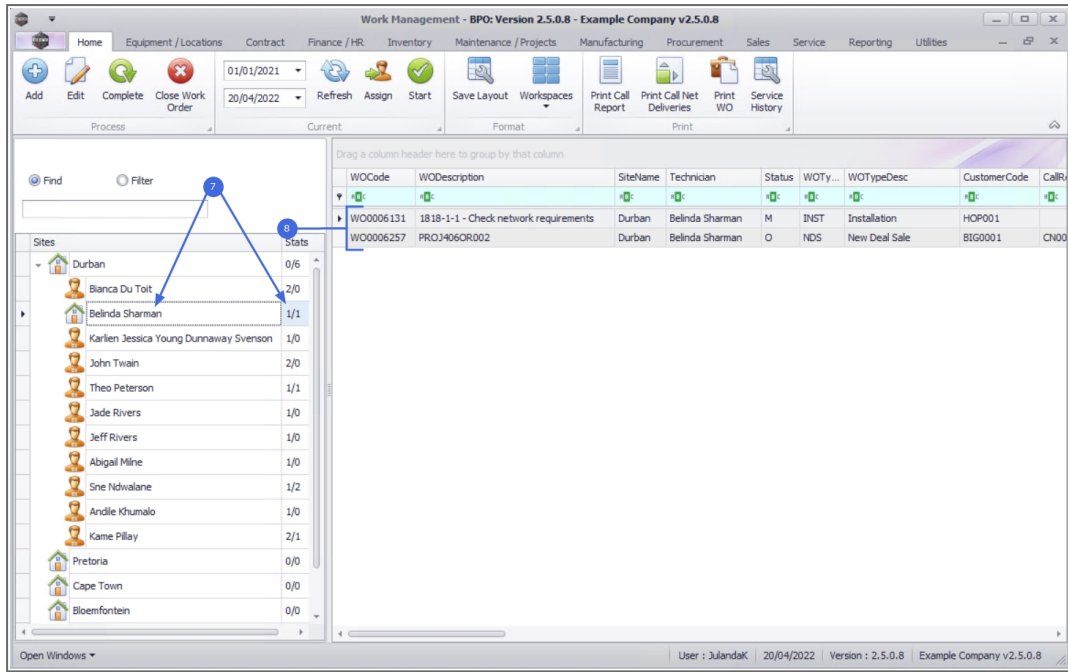 Work Management - BPO: Version 2.5.0.8 - Example Company v2.5.0.8
Home Equipment / Locations Contract Finance / HR Inventory Maintenance / Projects Manufacturing Procurement Sales Service Reporting Utilities
01/01/2021
20/04/2022
Add Edit Complete Close Work Order Refresh Assign Start Save Layout Workspaces Print Call Report Print Call Net Deliveries Print WO Service History
Process Current Format Print
Drag a column header here to group by that column
Find Filter
7
8
WOCode WODescription SiteName Technician Status WOTy... WOTypeDesc CustomerCode CallR
WO0006131 1818-1-1 - Check network requirements Durban Belinda Sharman M INST Installation HOP001
WO0006257 PROJ406OR002 Durban Belinda Sharman O NDS New Deal Sale BIG0001 CN00
Sites Stats
Durban 0/6
Bianca Du Toit 2/0
Belinda Sharman 1/1
Karlien Jessica Young Dunnaway Svenson 1/0
John Twain 2/0
Theo Peterson 1/1
Jade Rivers 1/0
Jeff Rivers 1/0
Abigail Milne 1/0
Sne Ndwalane 1/2
Andile Khumalo 1/0
Kame Pillay 2/1
Pretoria 0/0
Cape Town 0/0
Bloemfontein 0/0
Open Windows User : JulandaK 20/04/2022 Version : 2.5.0.8 Example Company v2.5.0.8